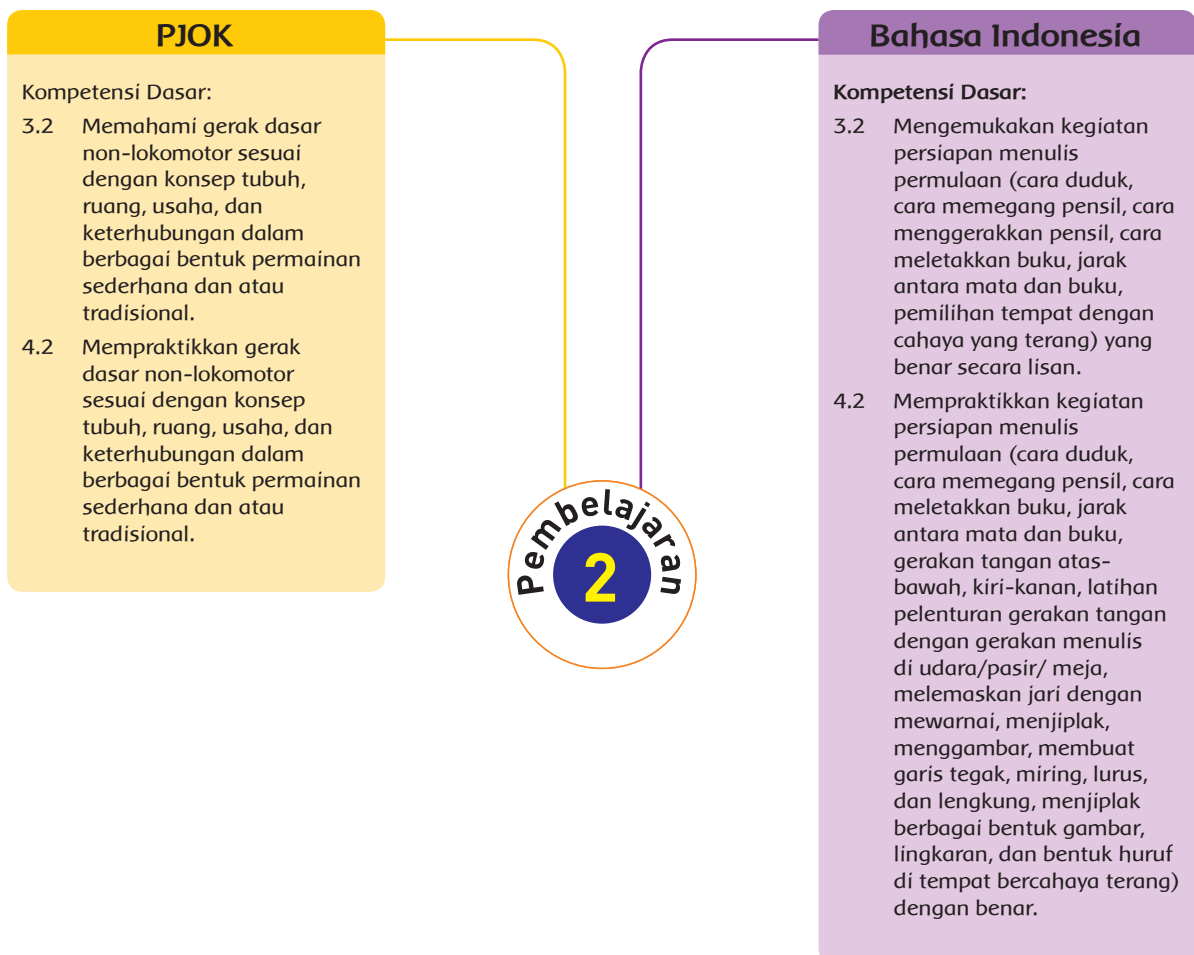 PJOK
Kompetensi Dasar:
3.2 Memahami gerak dasar
non-lokomotor sesuai
dengan konsep tubuh,
ruang, usaha, dan
keterhubungan dalam
berbagai bentuk permainan
sederhana dan atau
tradisional.
4.2 Mempraktikkan gerak
dasar non-lokomotor
sesuai dengan konsep
tubuh, ruang, usaha, dan
keterhubungan dalam
berbagai bentuk permainan
sederhana dan atau
tradisional.
Pembelajaran
2
Bahasa Indonesia
Kompetensi Dasar:
3.2 Mengemukakan kegiatan
persiapan menulis
permulaan (cara duduk,
cara memegang pensil, cara
menggerakkan pensil, cara
meletakkan buku, jarak
antara mata dan buku,
pemilihan tempat dengan
cahaya yang terang) yang
benar secara lisan.
4.2 Mempraktikkan kegiatan
persiapan menulis
permulaan (cara duduk,
cara memegang pensil, cara
meletakkan buku, jarak
antara mata dan buku,
gerakan tangan atas-
bawah, kiri-kanan, latihan
pelenturan gerakan tangan
dengan gerakan menulis
di udara/pasir/ meja,
melemaskan jari dengan
mewarnai, menjiplak,
menggambar, membuat
garis tegak, miring, lurus,
dan lengkung, menjiplak
berbagai bentuk gambar,
lingkaran, dan bentuk huruf
di tempat bercahaya terang)
dengan benar.